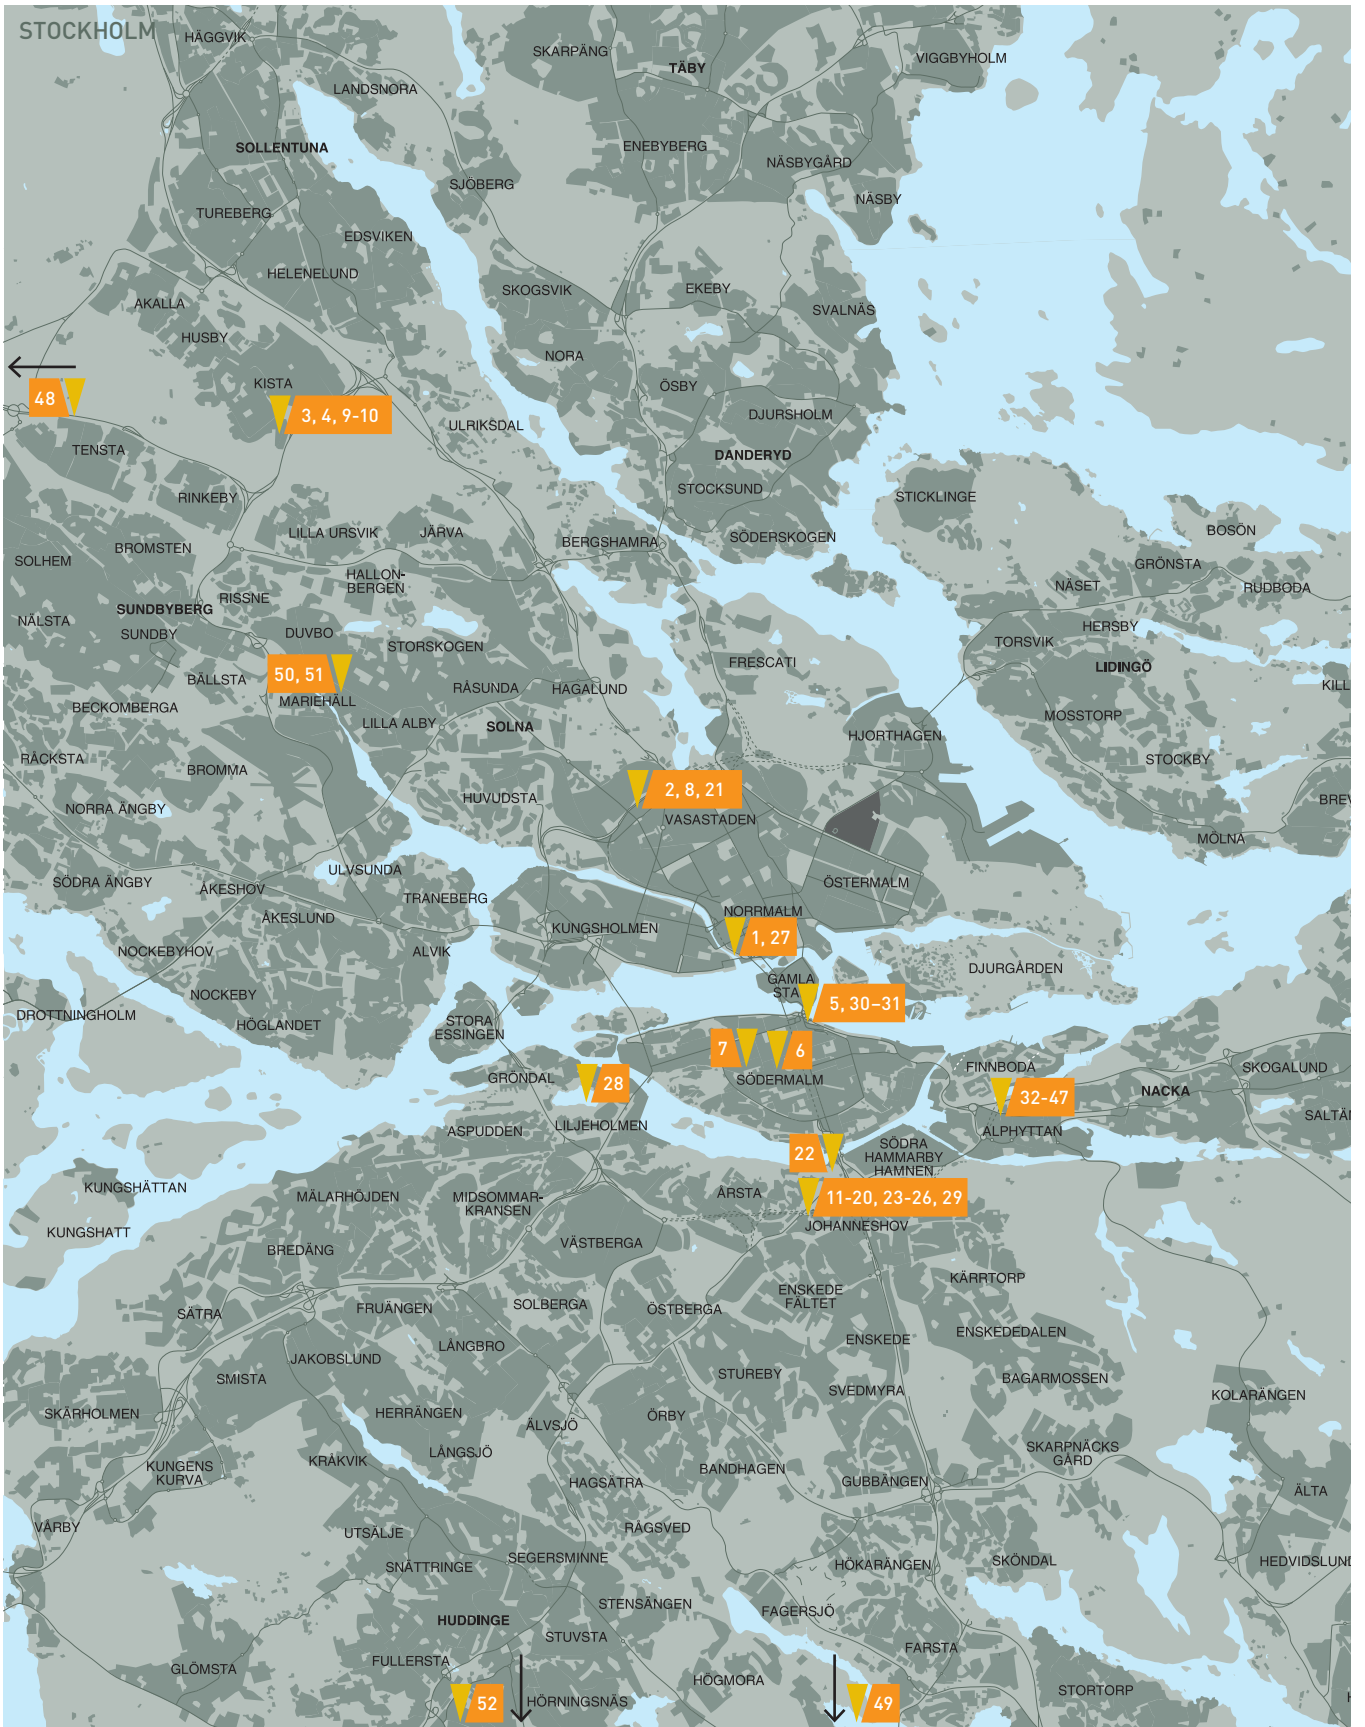 STOCKHOLM
HÄGGVIK
SKARPÄNG
TÄBY
VIGGBYHOLM
LANDSNORA
SOLLENTUNA
ENEBYBERG
NÄSBYGÅRD
SJÖBERG
NÄSBY
TUREBERG
EDSVIKEN
HELENELUND
SKOGSVIK
EKEBY
SVALNÄS
AKALLA
HUSBY
NORA
ÖSBY
KISTA
48
3, 4, 9-10
DJURSHOLM
ULRIKSDAL
TENSTA
DANDERYD
STOCKSUND
STICKLINGE
RINKEBY
LILLA URSVIK
JÄRVA
BERGSHAMRA
SÖDERSKOGEN
BOSÖN
SOLHEM
BROMSTEN
GRÖNSTA
HALLON-
BERGEN
NÄSET
RUDBODA
RISSNE
SUNDBYBERG
NÄLSTA
SUNDBY
DUVBO
STORSKOGEN
HERSBY
TORSVIK
FRESCATI
LIDINGÖ
50, 51
BÄLLSTA
RÅSUNDA
HAGALUND
KILL
MARIEHÄLL
BECKOMBERGA
LILLA ALBY
SOLNA
MOSSTORP
HJORTHAGEN
RÅCKSTA
BROMMA
STOCKBY
2, 8, 21
HUVUDSTA
NORRA ÄNGBY
VASASTADEN
BREV
MÖLNA
ULVSUNDA
SÖDRA ÄNGBY
ÅKESHOV
TRANEBERG
ÖSTERMALM
ÅKESLUND
NORRMALM
KUNGSHOLMEN
1, 27
NOCKEBYHOV
ALVIK
DJURGÅRDEN
GAMLA
STA
NOCKEBY
5, 30-31
DROTTNINGHOLM
HÖGLANDET
STORA
ESSINGEN
7
6
FINNBODA
SKOGALUND
GRÖNDAL
28
SÖDERMALM
32-47
NACKA
SALTÄN
LILJEHOLMEN
ASPUDDEN
ALPHYTTAN
22
SÖDRA
HAMMARBY
HAMNEN
KUNGSHÄTTAN
MÄLARHÖJDEN
MIDSOMMAR-
KRANSEN
ÅRSTA
11-20, 23-26, 29
JOHANNESHOV
KUNGSHATT
BREDÄNG
VÄSTBERGA
KÄRRTORP
ENSKEDE
FÄLTET
SÄTRA
FRUÄNGEN
SOLBERGA
ÖSTBERGA
ENSKEDE
ENSKEDEDALEN
LÅNGBRO
JAKOBSLUND
SMISTA
STUREBY
BAGARMOSSEN
SVEDMYRA
KOLARÄNGEN
SKÄRHOLMEN
HERRÄNGEN
ÄLVSJÖ
ÖRBY
LÅNGSJÖ
KRÅKVIK
SKARPNÄCKS
GÅRD
KUNGENS
KURVA
BANDHAGEN
HAGSÄTRA
GUBBÄNGEN
ÄLTA
VÅRBY
RÅGSVED
UTSÄLJE
SEGERSMINNE
SKÖNDAL
HEDVIDSLUND
SNÄTTRINGE
HÖKARÄNGEN
STENSÄNGEN
FAGERSJÖ
HUDDINGE
STUVSTA
FARSTA
FULLERSTA
GLÖMSTA
HÖGMORA
STORTORP
52
HÖRNINGSNÄS
49